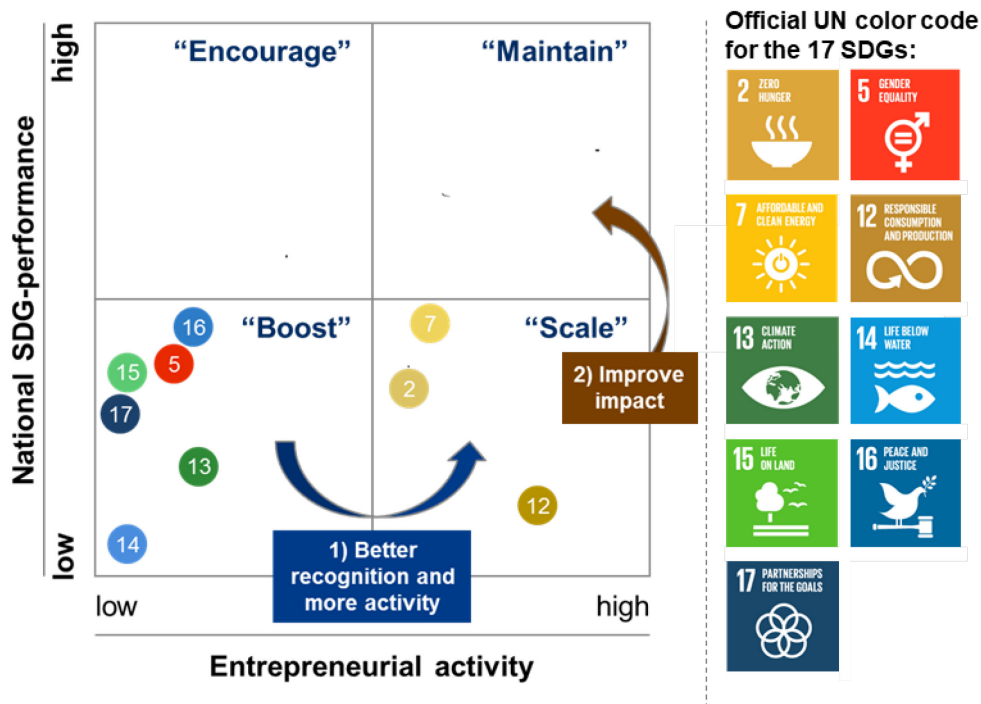 high
National SDG-performance
low
“Encourage”
“Maintain”
“Boost”
“Scale”
16
7
5
15
2
17
13
12
14
2) Improve
impact
1) Better
recognition and
more activity
low
high
Entrepreneurial activity
Official UN color code
for the 17 SDGs:
2 ZERO
HUNGER
5 GENDER
EQUALITY
7 AFFORDABLE AND
CLEAN ENERGY
12 RESPONSIBLE
CONSUMPTION
AND PRODUCTION
13 CLIMATE
ACTION
14 LIFE BELOW
WATER
15 LIFE
ON LAND
16 PEACE AND
JUSTICE
17 PARTNERSHIPS
FOR THE GOALS